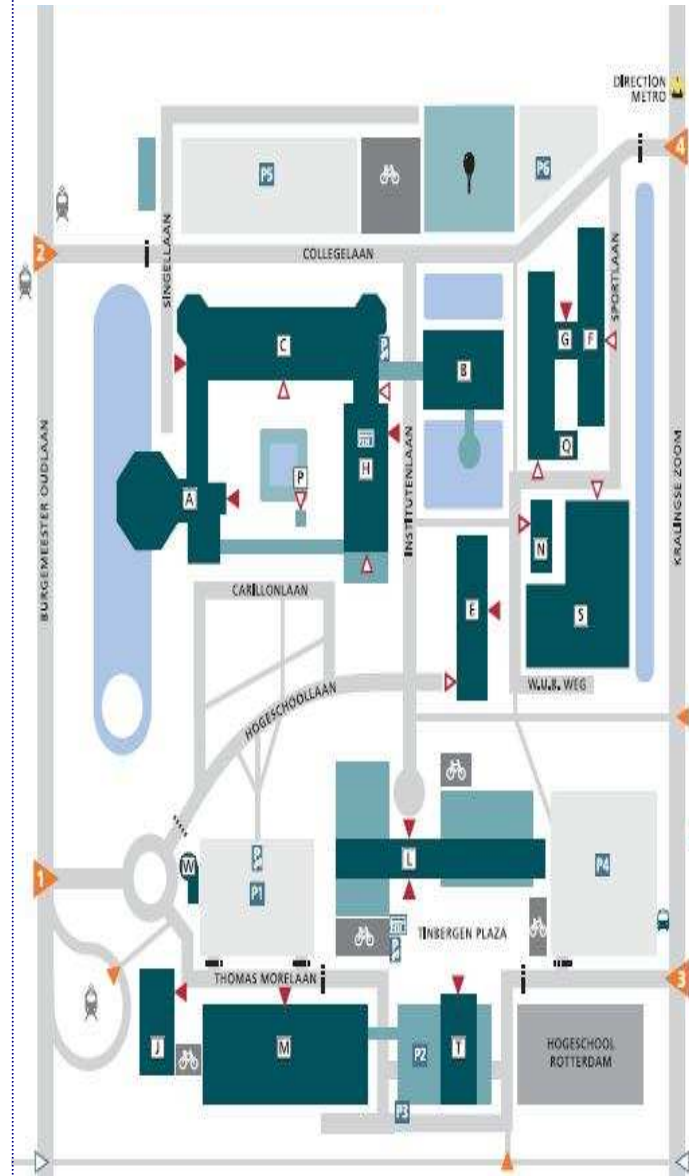 DIRECTION
METRO
4
P5
P6
2
SINGELLAAN
COLLEGELAAN
SPORTLAAN
C
G
F
B
BURGEMEESTER OUDLAAN
INSTITUTENLAAN
KRALINGSE ZOOM
H
Q
P
A
N
CARILLONLAAN
E
S
HOGESCHOOLLAAN
W.U.R. WEG
L
W
1
P1
P4
TINBERGEN PLAZA
THOMAS MORELAAN
3
J
M
P2
T
HOGESCHOOL
ROTTERDAM
P3